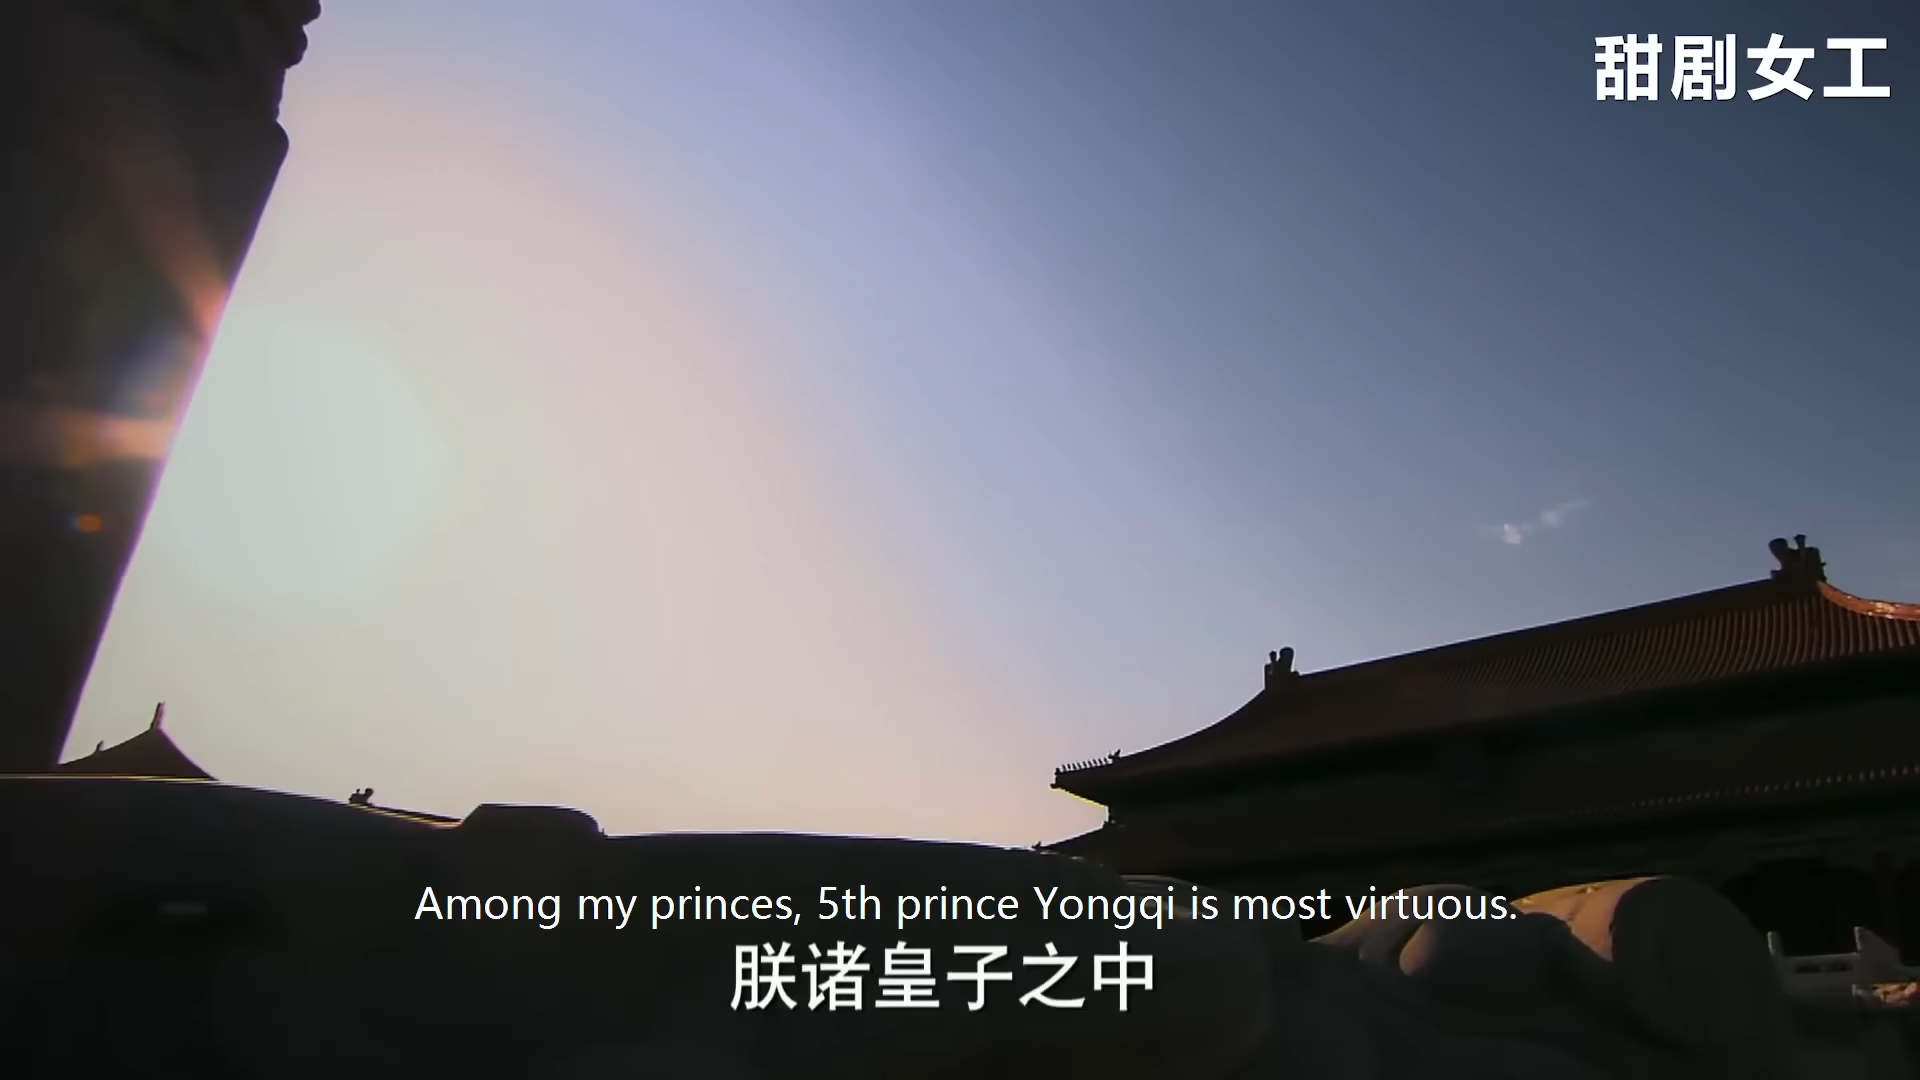 甜剧女工
Among my princes, 5th prince Yongqi is most virtuous.
朕诸皇子之中